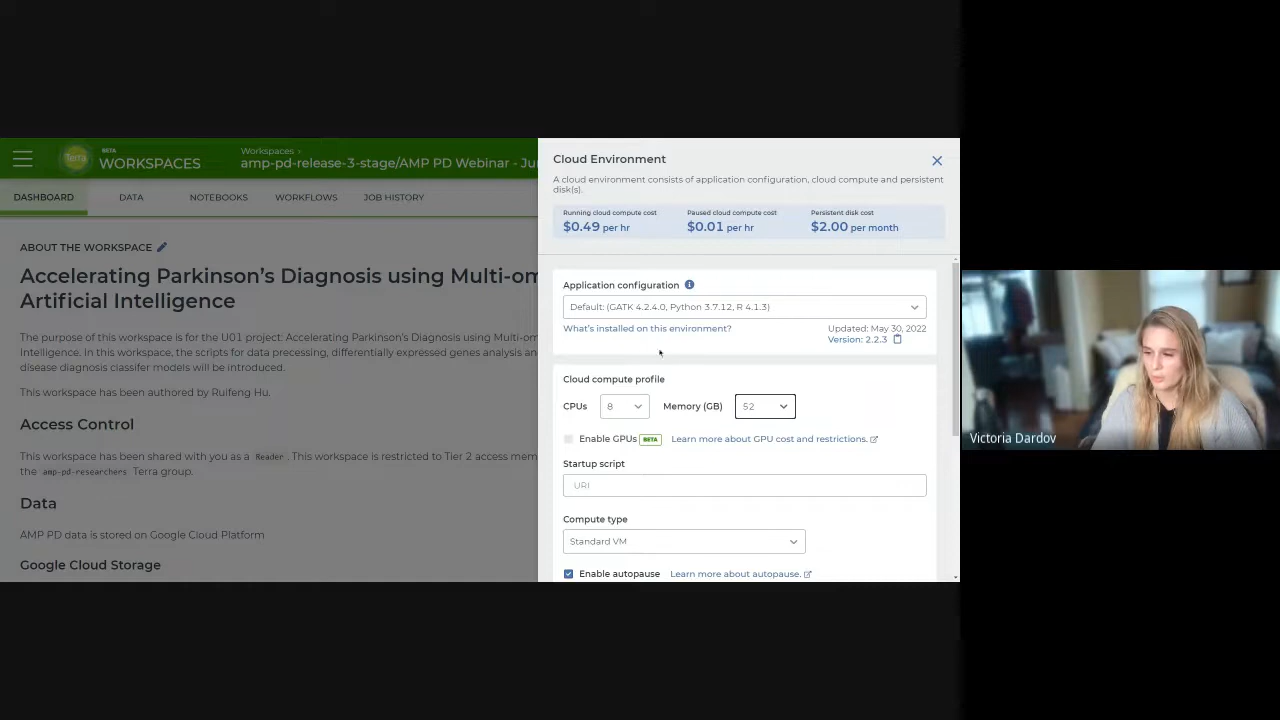 Terra
BETA
WORKSPACES
Workspaces ›
amp-pd-release-3-stage/AMP PD Webinar - Ju
DASHBOARD
DATA
NOTEBOOKS
WORKFLOWS
JOB HISTORY
ABOUT THE WORKSPACE
Accelerating Parkinson's Diagnosis using Multi-om
Artificial Intelligence
The purpose of this workspace is for the U01 project: Accelerating Parkinson's Diagnosis using Multi-om
Intelligence. In this workspace, the scripts for data precessing, differentially expressed genes analysis an
disease diagnosis classifer models will be introduced.
This workspace has been authored by Ruifeng Hu.
Access Control
This workspace has been shared with you as a Reader. This workspace is restricted to Tier 2 access mem
the amp-pd-researchers Terra group.
Data
AMP PD data is stored on Google Cloud Platform
Google Cloud Storage
Cloud Environment
A cloud environment consists of application configuration, cloud compute and persistent
disk(s).
Running cloud compute cost
$0.49 per hr
Paused cloud compute cost
$0.01 per hr
Persistent disk cost
$2.00 per month
Application configuration
Default: (GATK 4.2.4.0, Python 3.7.12, R 4.1.3)
What's installed on this environment?
Updated: May 30, 2022
Version: 2.2.3
Cloud compute profile
CPUs 8 Memory (GB) 52
Enable GPUs BETA Learn more about GPU cost and restrictions.
Startup script
URI
Compute type
Standard VM
Enable autopause Learn more about autopause.
Victoria Dardov